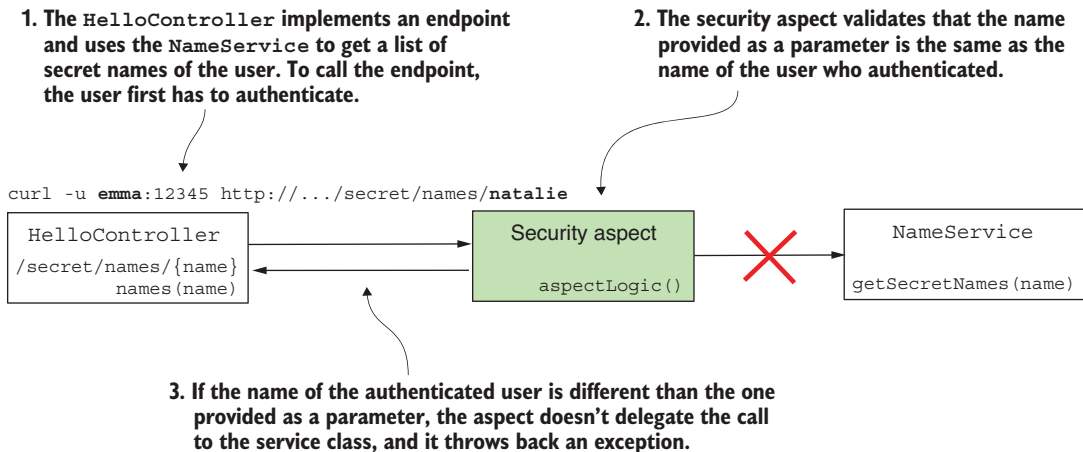 1. The HelloController implements an endpoint
and uses the NameService to get a list of
secret names of the user. To call the endpoint,
the user first has to authenticate.
2. The security aspect validates that the name
provided as a parameter is the same as the
name of the user who authenticated.
curl -u emma:12345 http://.../secret/names/natalie
HelloController
/secret/names/{name}
names(name)
Security aspect
aspectLogic()
NameService
getSecretNames(name)
3. If the name of the authenticated user is different than the one
provided as a parameter, the aspect doesn't delegate the call
to the service class, and it throws back an exception.